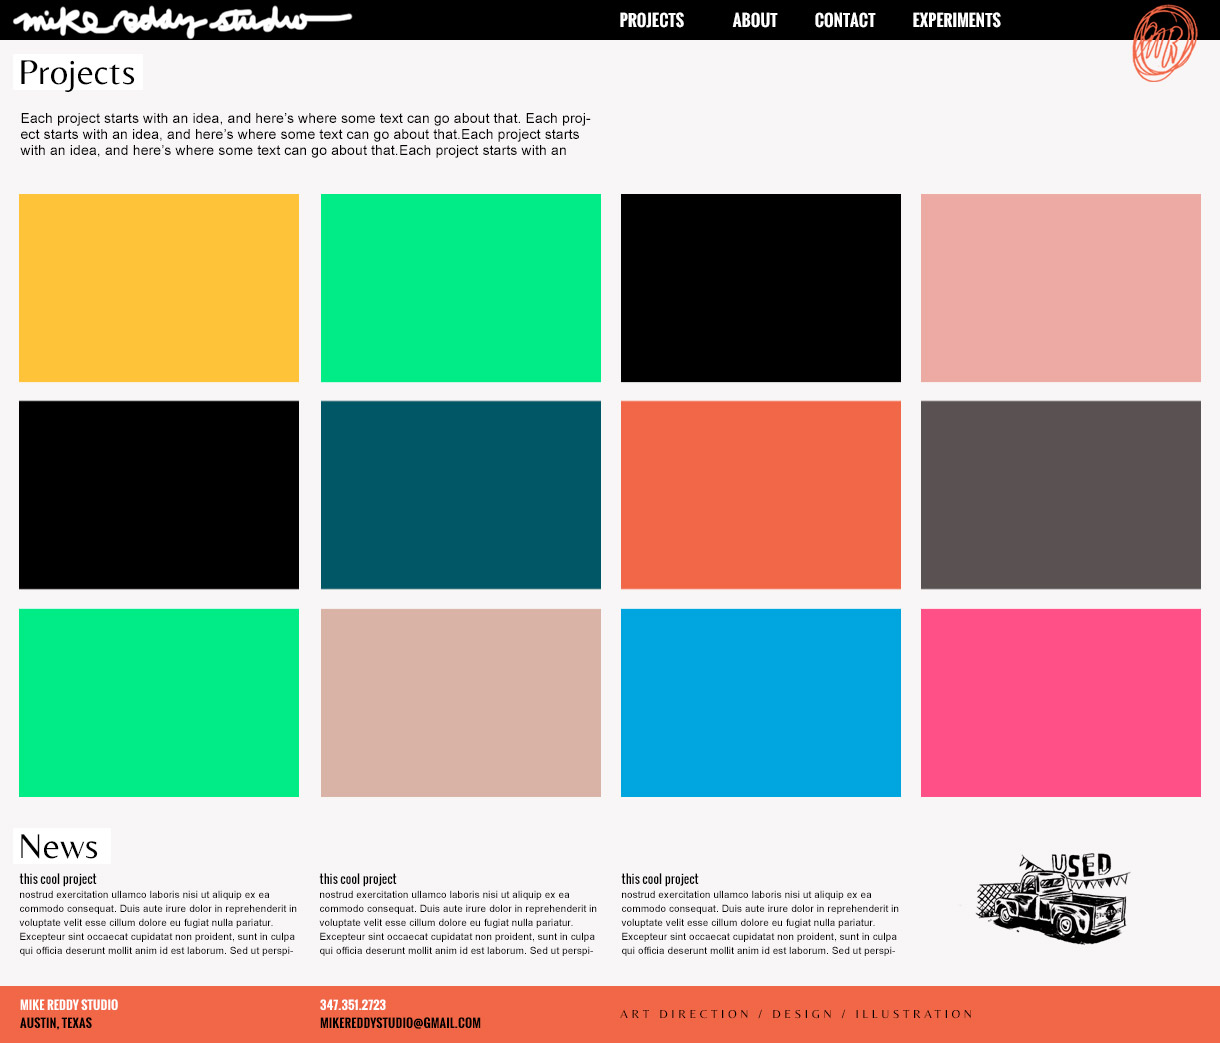 mike reddy studio
PROJECTS ABOUT CONTACT EXPERIMENTS
MR
Projects
Each project starts with an idea, and here's where some text can go about that. Each proj-
ect starts with an idea, and here's where some text can go about that.Each project starts
with an idea, and here's where some text can go about that.Each project starts with an
News
this cool project
nostrud exercitation ullamco laboris nisi ut aliquip ex ea
commodo consequat. Duis aute irure dolor in reprehenderit in
voluptate velit esse cillum dolore eu fugiat nulla pariatur.
Excepteur sint occaecat cupidatat non proident, sunt in culpa
qui officia deserunt mollit anim id est laborum. Sed ut perspi-
this cool project
nostrud exercitation ullamco laboris nisi ut aliquip ex ea
commodo consequat. Duis aute irure dolor in reprehenderit in
voluptate velit esse cillum dolore eu fugiat nulla pariatur.
Excepteur sint occaecat cupidatat non proident, sunt in culpa
qui officia deserunt mollit anim id est laborum. Sed ut perspi-
this cool project
nostrud exercitation ullamco laboris nisi ut aliquip ex ea
commodo consequat. Duis aute irure dolor in reprehenderit in
voluptate velit esse cillum dolore eu fugiat nulla pariatur.
Excepteur sint occaecat cupidatat non proident, sunt in culpa
qui officia deserunt mollit anim id est laborum. Sed ut perspi-
USED
MIKE REDDY STUDIO
AUSTIN, TEXAS
347.351.2723
MIKEREDDYSTUDIO@GMAIL.COM
ART DIRECTION / DESIGN / ILLUSTRATION